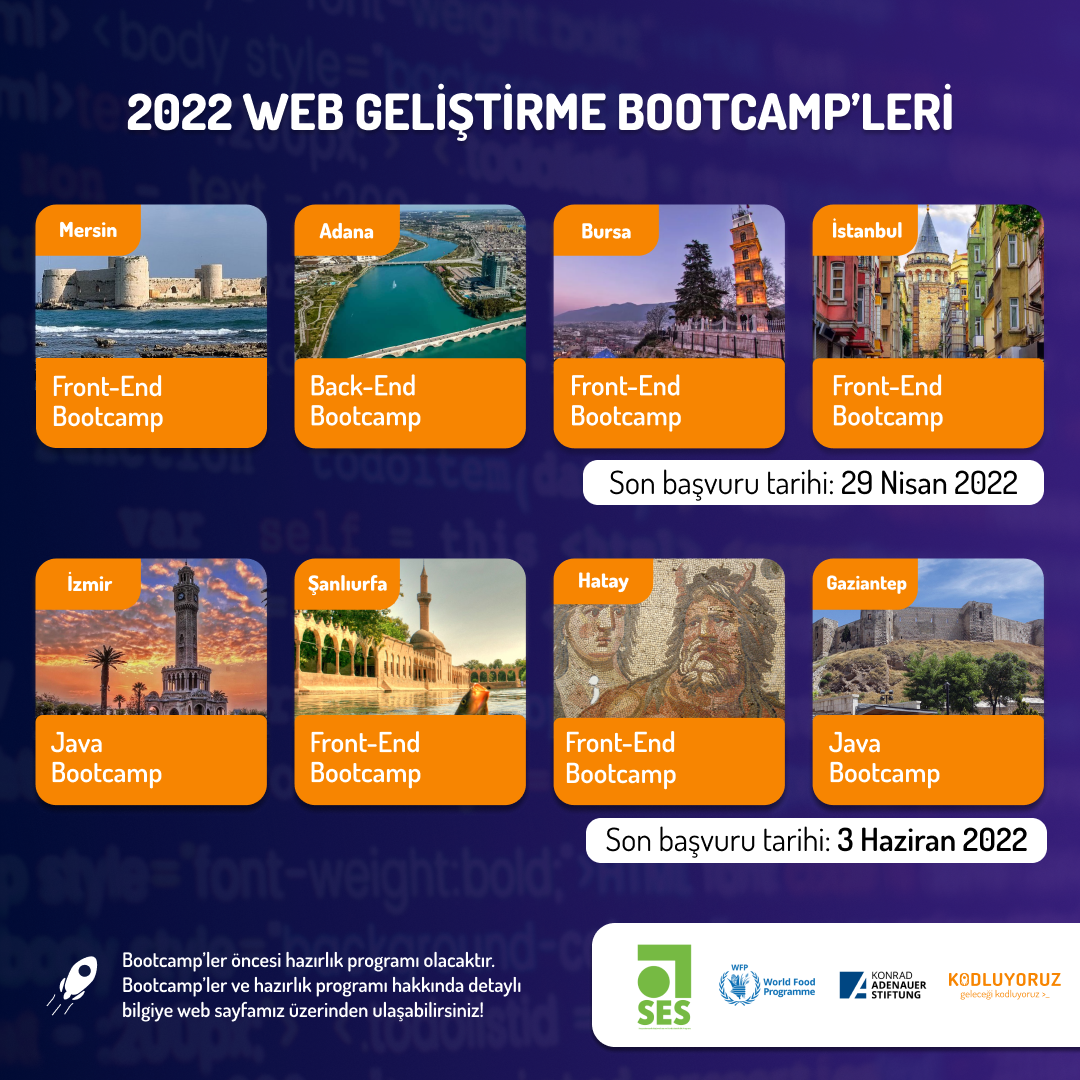 2022 WEB GELİŞTİRME BOOTCAMP'LERİ
Mersin
Front-End
Bootcamp
Adana
Back-End
Bootcamp
Bursa
Front-End
Bootcamp
İstanbul
Front-End
Bootcamp
Son başvuru tarihi: 29 Nisan 2022
İzmir
Java
Bootcamp
Şanlıurfa
Front-End
Bootcamp
Hatay
Front-End
Bootcamp
Gaziantep
Java
Bootcamp
Son başvuru tarihi: 3 Haziran 2022
Bootcamp'ler öncesi hazırlık programı olacaktır.
Bootcamp'ler ve hazırlık programı hakkında detaylı
bilgiye web sayfamız üzerinden ulaşabilirsiniz!
SES
WFP
World Food
Programme
KONRAD
ADENAUER
STIFTUNG
KODLUYORUZ
geleceği kodluyoruz >_